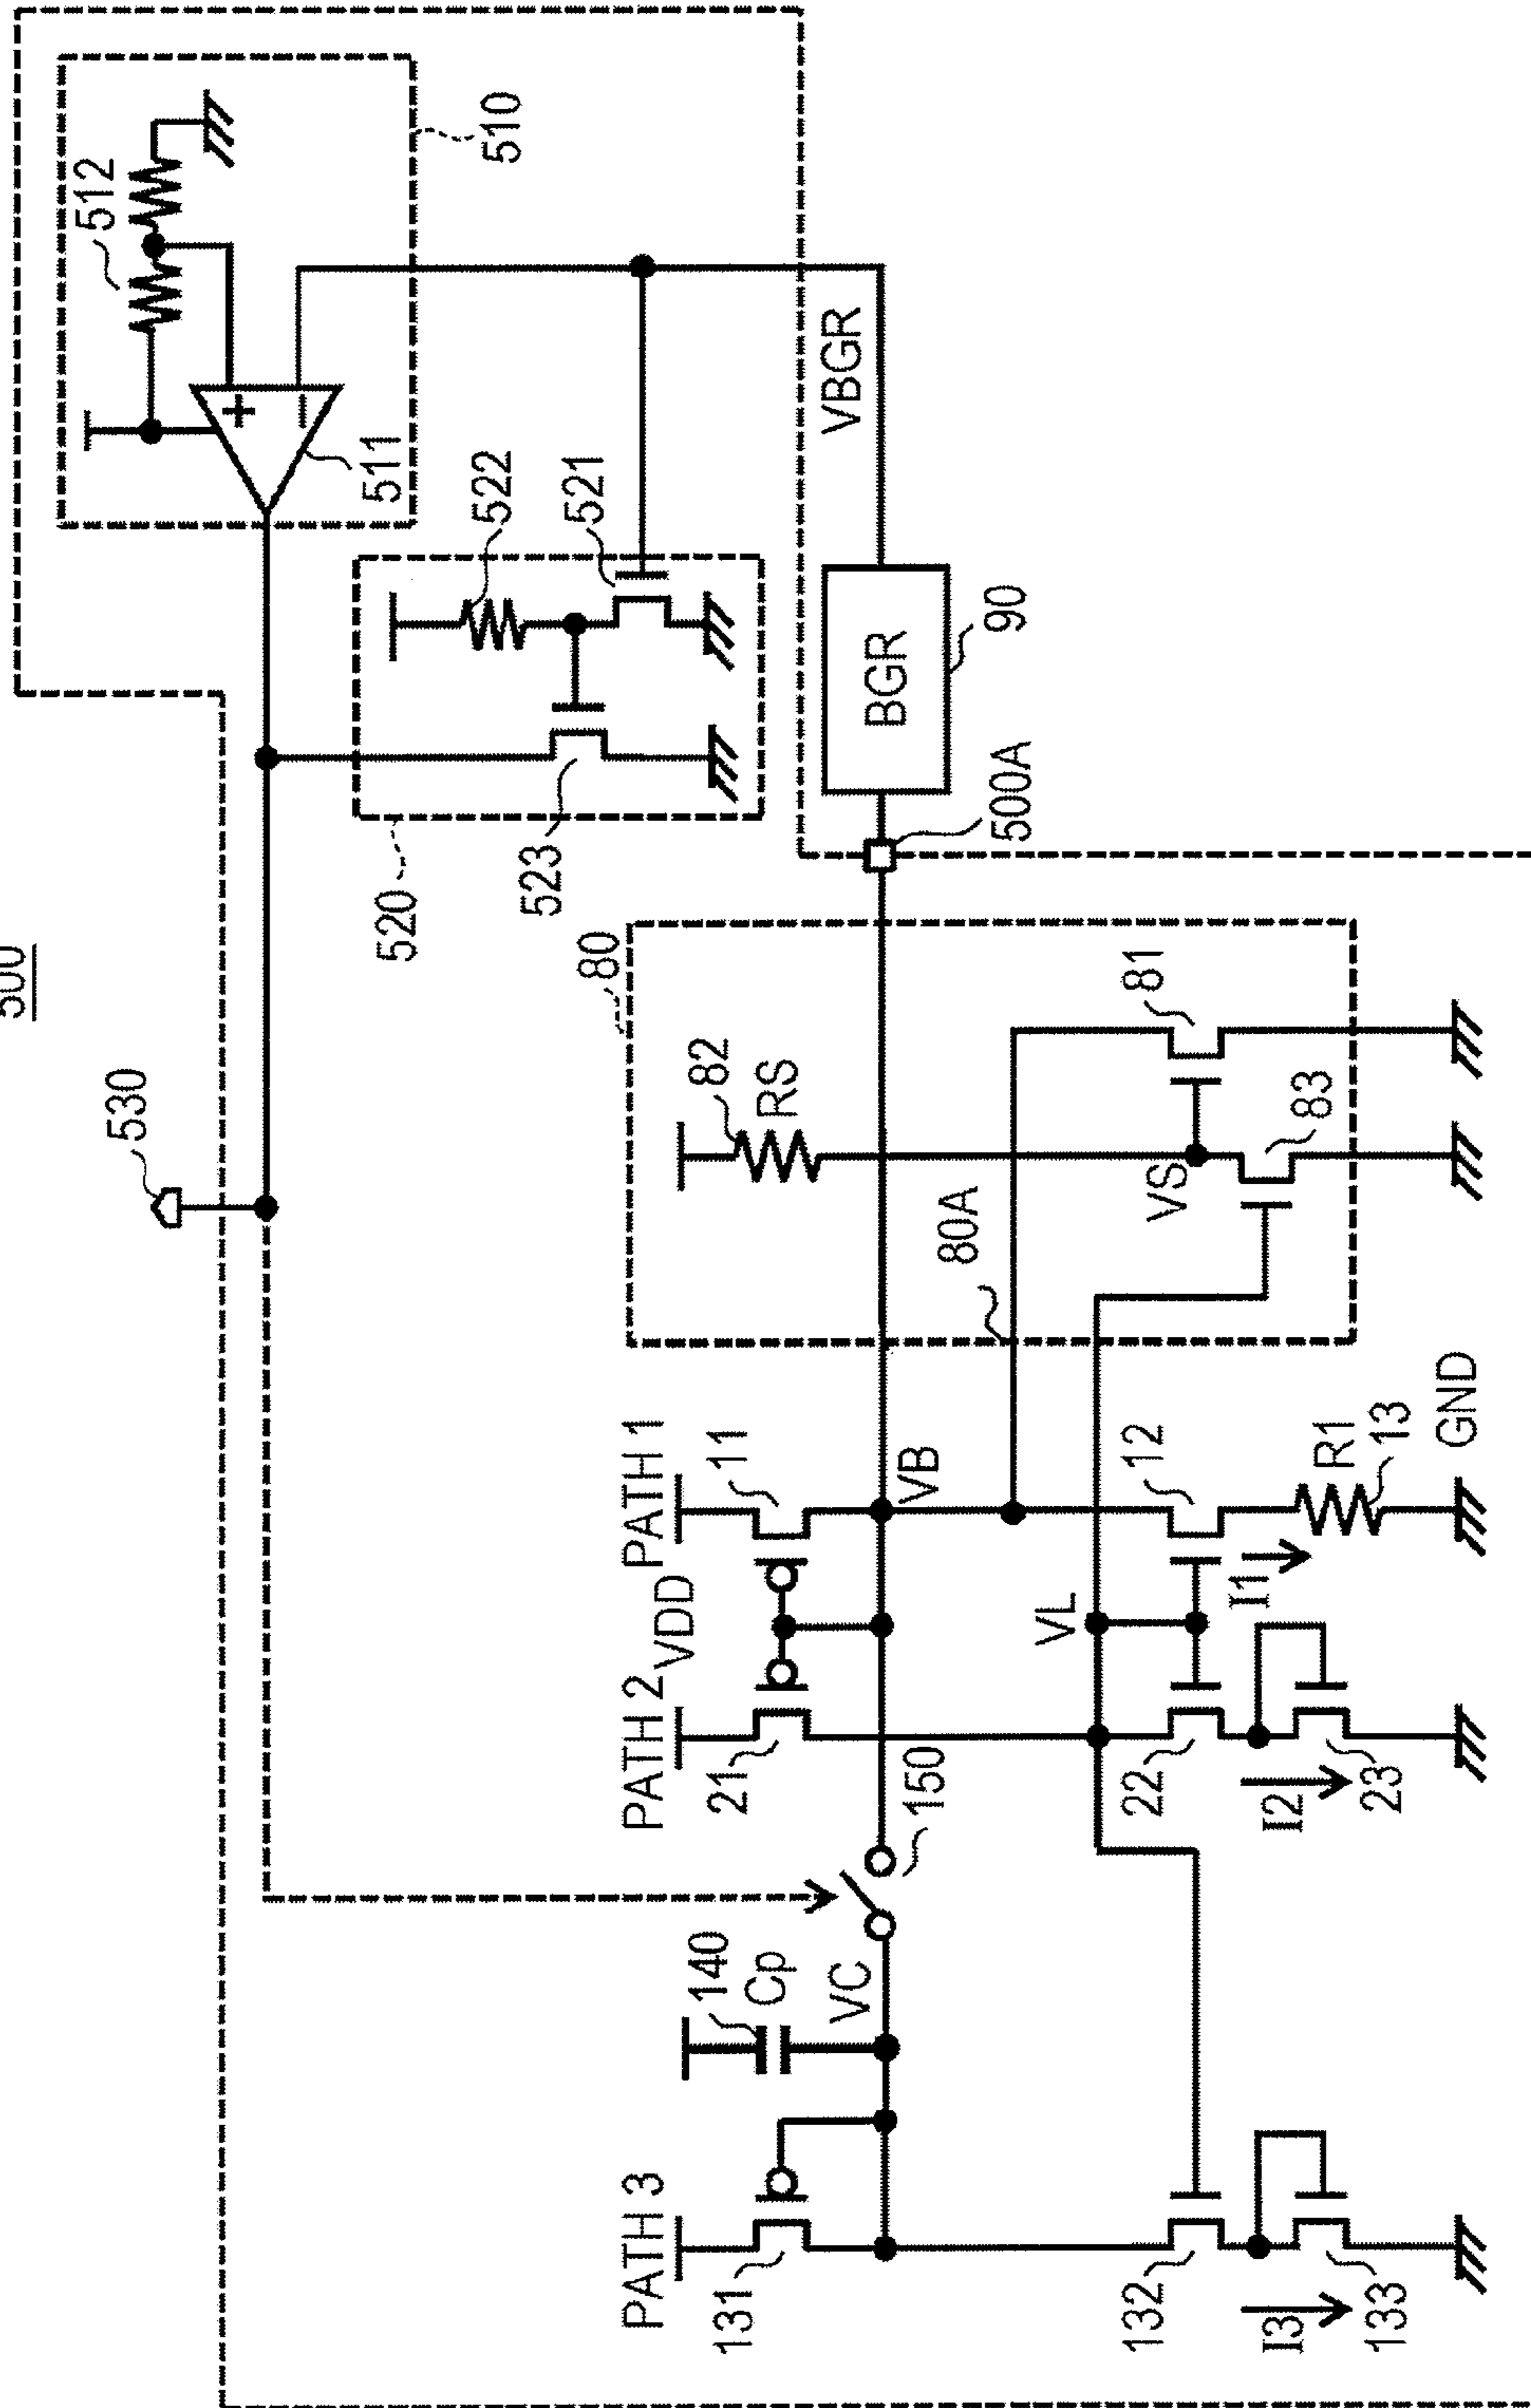 500
530
512
511
510
522
521
523
520
VBGR
BGR
90
500A
80
82
RS
81
83
VS
80A
PATH 1
11
VB
12
R1
13
GND
I1
VDD
PATH 2
21
VL
22
I2
23
150
140
Cp
VC
PATH 3
131
132
I3
133
+
−